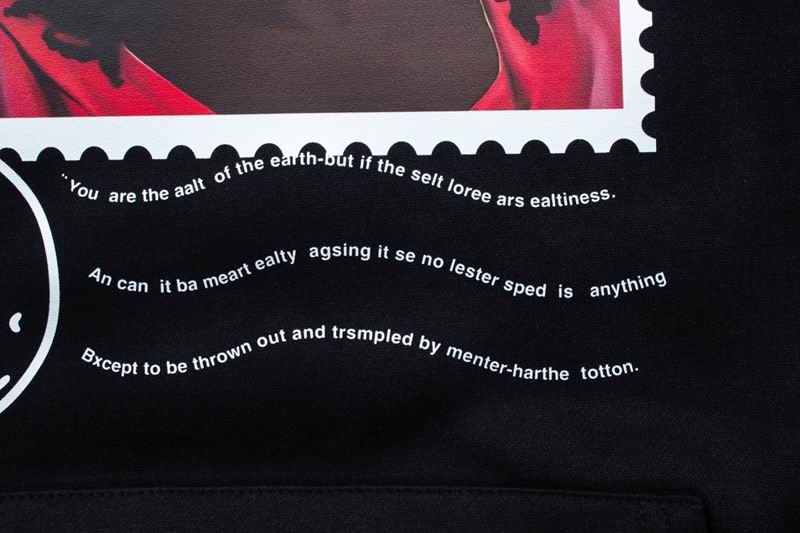 "You are the aalt of the earth-but if the selt loree ars ealtiness.
An can it ba meart ealty agsing it se no lester sped is anything
Bxcept to be thrown out and trsmpled by menter-harthe totton.